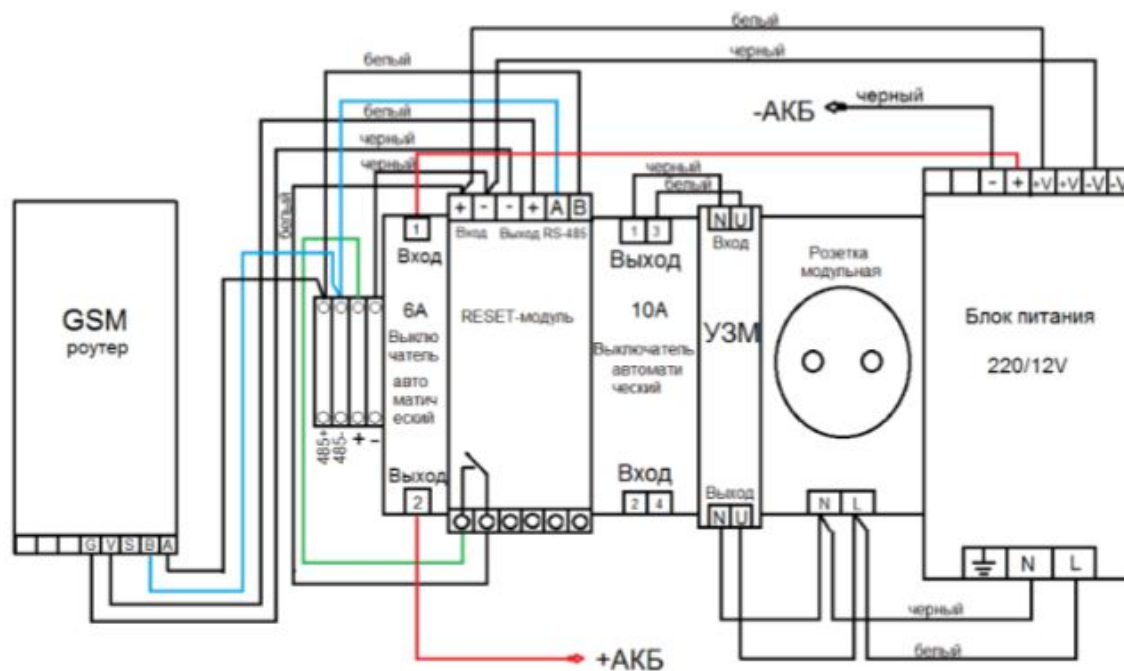 белый
черный
белый
-АКБ
черный
белый
черный
черный
белый
черный
белый
- + +V +V -V -V
+ - - + A B
1
Вход
Вход
Выход RS-485
1 3
Выход
N U
Вход
Розетка
модульная
GSM
роутер
6А
Выклю
чатель
авто
матич
еский
RESET-модуль
10А
Выключатель
автомати
ческий
УЗМ
Блок питания
220/12V
485+
485-
+
-
Выход
2
Вход
2 4
Выход
N U
N L
G V S B A
N L
черный
белый
+АКБ